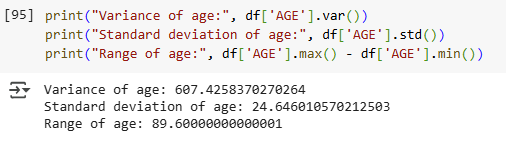 [95] print("Variance of age:", df['AGE'].var())
print("Standard deviation of age:", df['AGE'].std())
print("Range of age:", df['AGE'].max() - df['AGE'].min())
Variance of age: 607.4258370270264
Standard deviation of age: 24.646010570212503
Range of age: 89.60000000000001